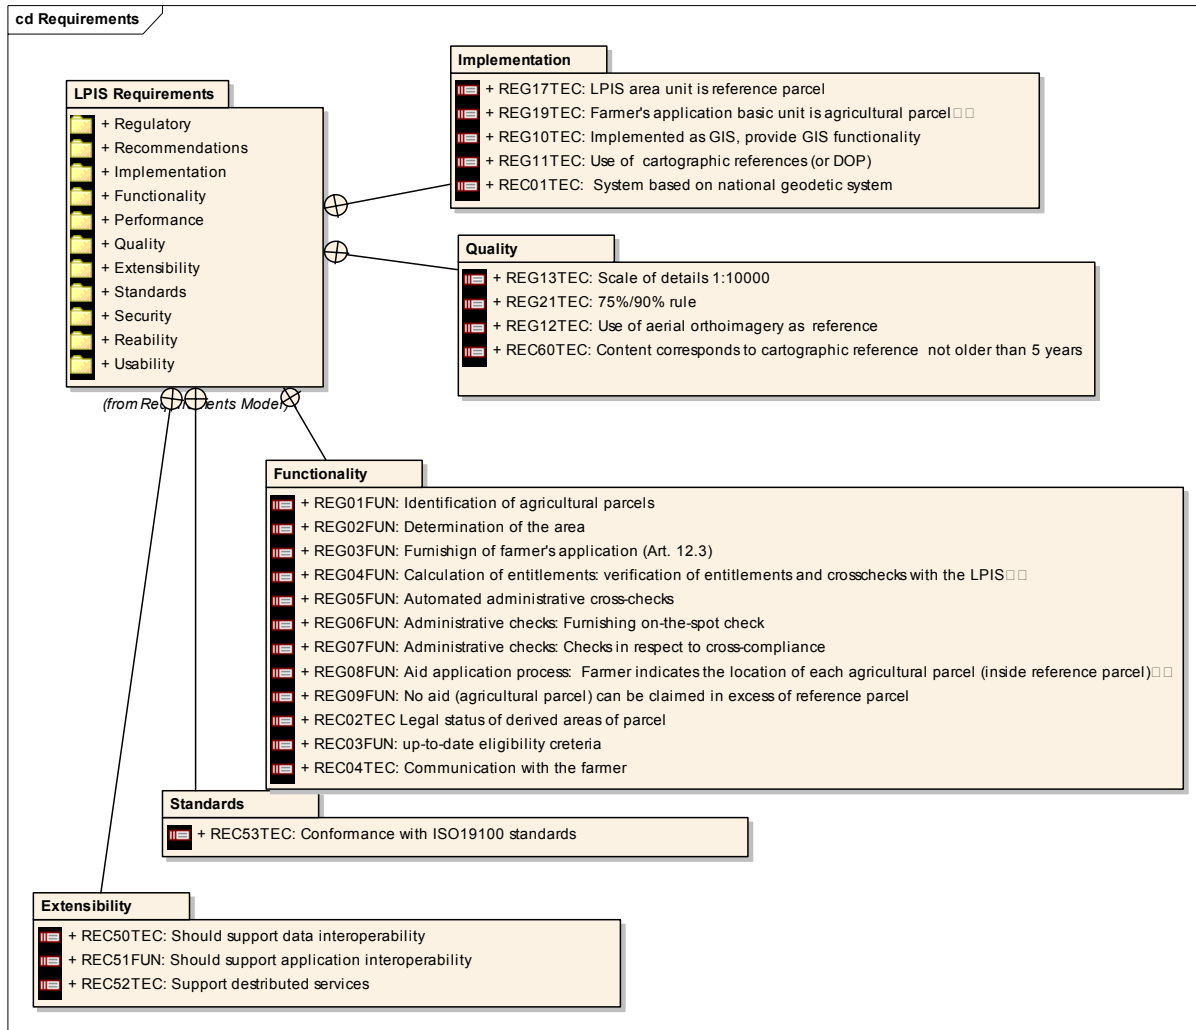 cd Requirements
LPIS Requirements
+ Regulatory
+ Recommendations
+ Implementation
+ Functionality
+ Performance
+ Quality
+ Extensibility
+ Standards
+ Security
+ Reability
+ Usability
(from Requirements Model)
Implementation
+ REG17TEC: LPIS area unit is reference parcel
+ REG19TEC: Farmer's application basic unit is agricultural parcel□□
+ REG10TEC: Implemented as GIS, provide GIS functionality
+ REG11TEC: Use of cartographic references (or DOP)
+ REC01TEC: System based on national geodetic system
Quality
+ REG13TEC: Scale of details 1:10000
+ REG21TEC: 75%/90% rule
+ REG12TEC: Use of aerial orthoimagery as reference
+ REC60TEC: Content corresponds to cartographic reference not older than 5 years
Functionality
+ REG01FUN: Identification of agricultural parcels
+ REG02FUN: Determination of the area
+ REG03FUN: Furnishign of farmer's application (Art. 12.3)
+ REG04FUN: Calculation of entitlements: verification of entitlements and crosschecks with the LPIS□□
+ REG05FUN: Automated administrative cross-checks
+ REG06FUN: Administrative checks: Furnishing on-the-spot check
+ REG07FUN: Administrative checks: Checks in respect to cross-compliance
+ REG08FUN: Aid application process: Farmer indicates the location of each agricultural parcel (inside reference parcel)□□
+ REG09FUN: No aid (agricultural parcel) can be claimed in excess of reference parcel
+ REC02TEC Legal status of derived areas of parcel
+ REC03FUN: up-to-date eligibility creteria
+ REC04TEC: Communication with the farmer
Standards
+ REC53TEC: Conformance with ISO19100 standards
Extensibility
+ REC50TEC: Should support data interoperability
+ REC51FUN: Should support application interoperability
+ REC52TEC: Support destributed services